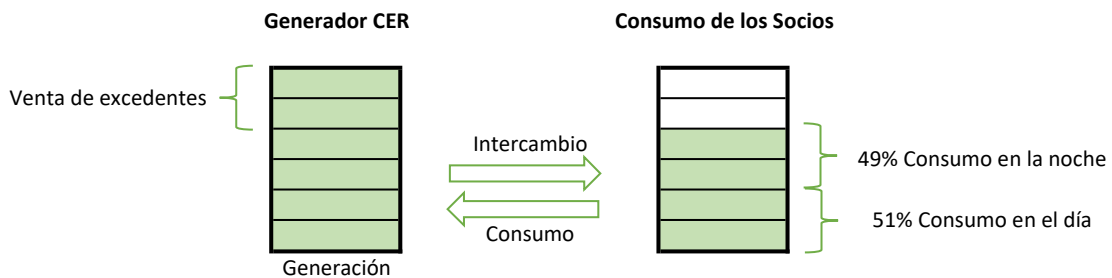 Generador CER
Consumo de los Socios
Venta de excedentes
Intercambio
49% Consumo en la noche
51% Consumo en el día
Consumo
Generación